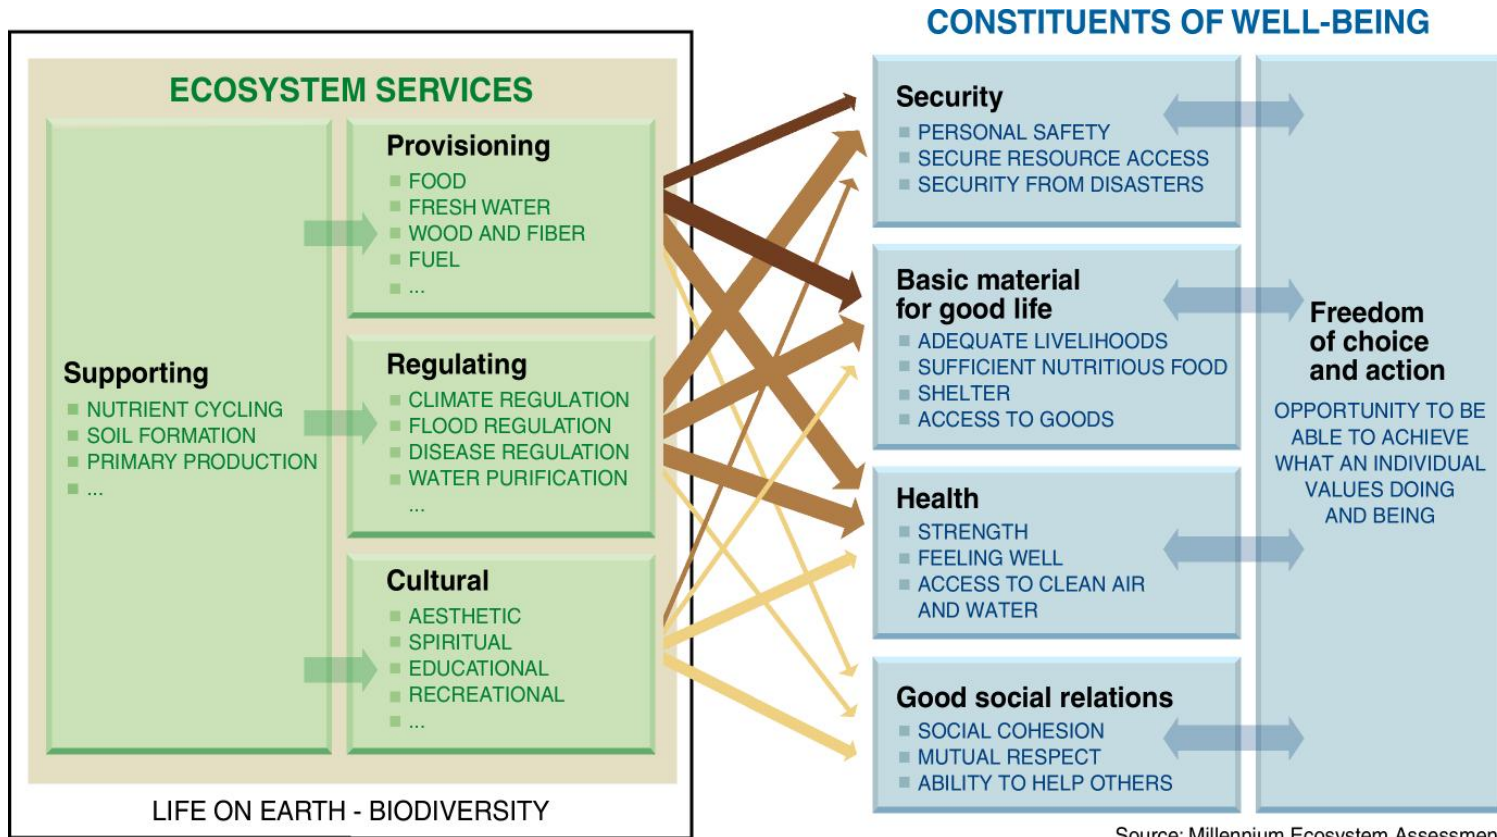 CONSTITUENTS OF WELL-BEING
ECOSYSTEM SERVICES
Supporting
NUTRIENT CYCLING
SOIL FORMATION
PRIMARY PRODUCTION
...
Provisioning
FOOD
FRESH WATER
WOOD AND FIBER
FUEL
...
Regulating
CLIMATE REGULATION
FLOOD REGULATION
DISEASE REGULATION
WATER PURIFICATION
...
Cultural
AESTHETIC
SPIRITUAL
EDUCATIONAL
RECREATIONAL
...
LIFE ON EARTH - BIODIVERSITY
Security
PERSONAL SAFETY
SECURE RESOURCE ACCESS
SECURITY FROM DISASTERS
Basic material
for good life
ADEQUATE LIVELIHOODS
SUFFICIENT NUTRITIOUS FOOD
SHELTER
ACCESS TO GOODS
Health
STRENGTH
FEELING WELL
ACCESS TO CLEAN AIR
AND WATER
Good social relations
SOCIAL COHESION
MUTUAL RESPECT
ABILITY TO HELP OTHERS
Freedom
of choice
and action
OPPORTUNITY TO BE
ABLE TO ACHIEVE
WHAT AN INDIVIDUAL
VALUES DOING
AND BEING
Source: Millennium Ecosystem Assessmen